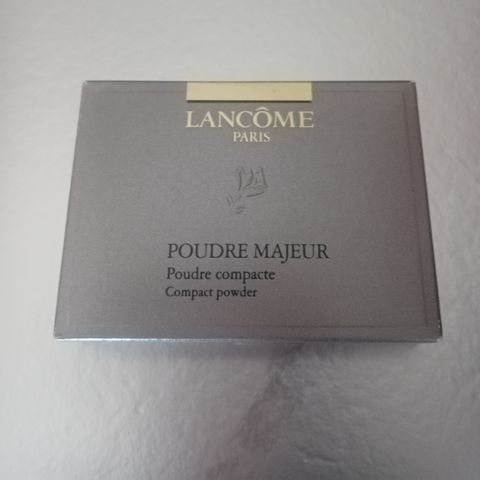 LANCÔME
PARIS
POUDRE MAJEUR
Poudre compacte
Compact powder